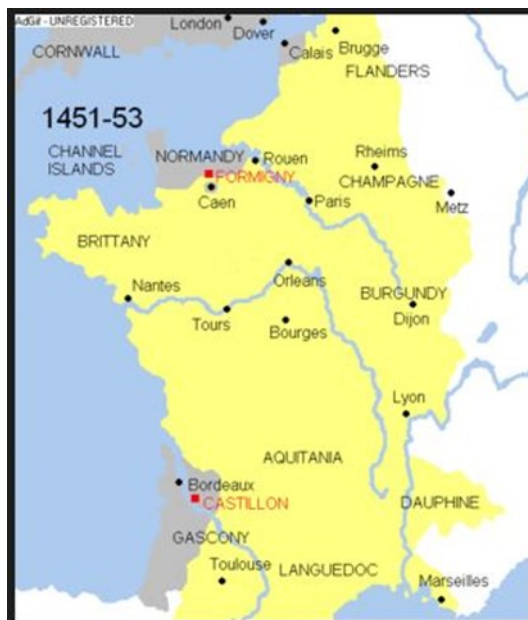 AdGif - UNREGISTERED
London
Dover
CORNWALL
Calais
Brugge
FLANDERS
1451-53
CHANNEL
ISLANDS
NORMANDY
Rouen
Rheims
FORMIGNY
CHAMPAGNE
Caen
Paris
Metz
BRITTANY
Orleans
Nantes
BURGUNDY
Tours
Bourges
Dijon
Lyon
AQUITANIA
Bordeaux
CASTILLON
DAUPHINE
GASCONY
Toulouse
LANGUEDOC
Marseilles